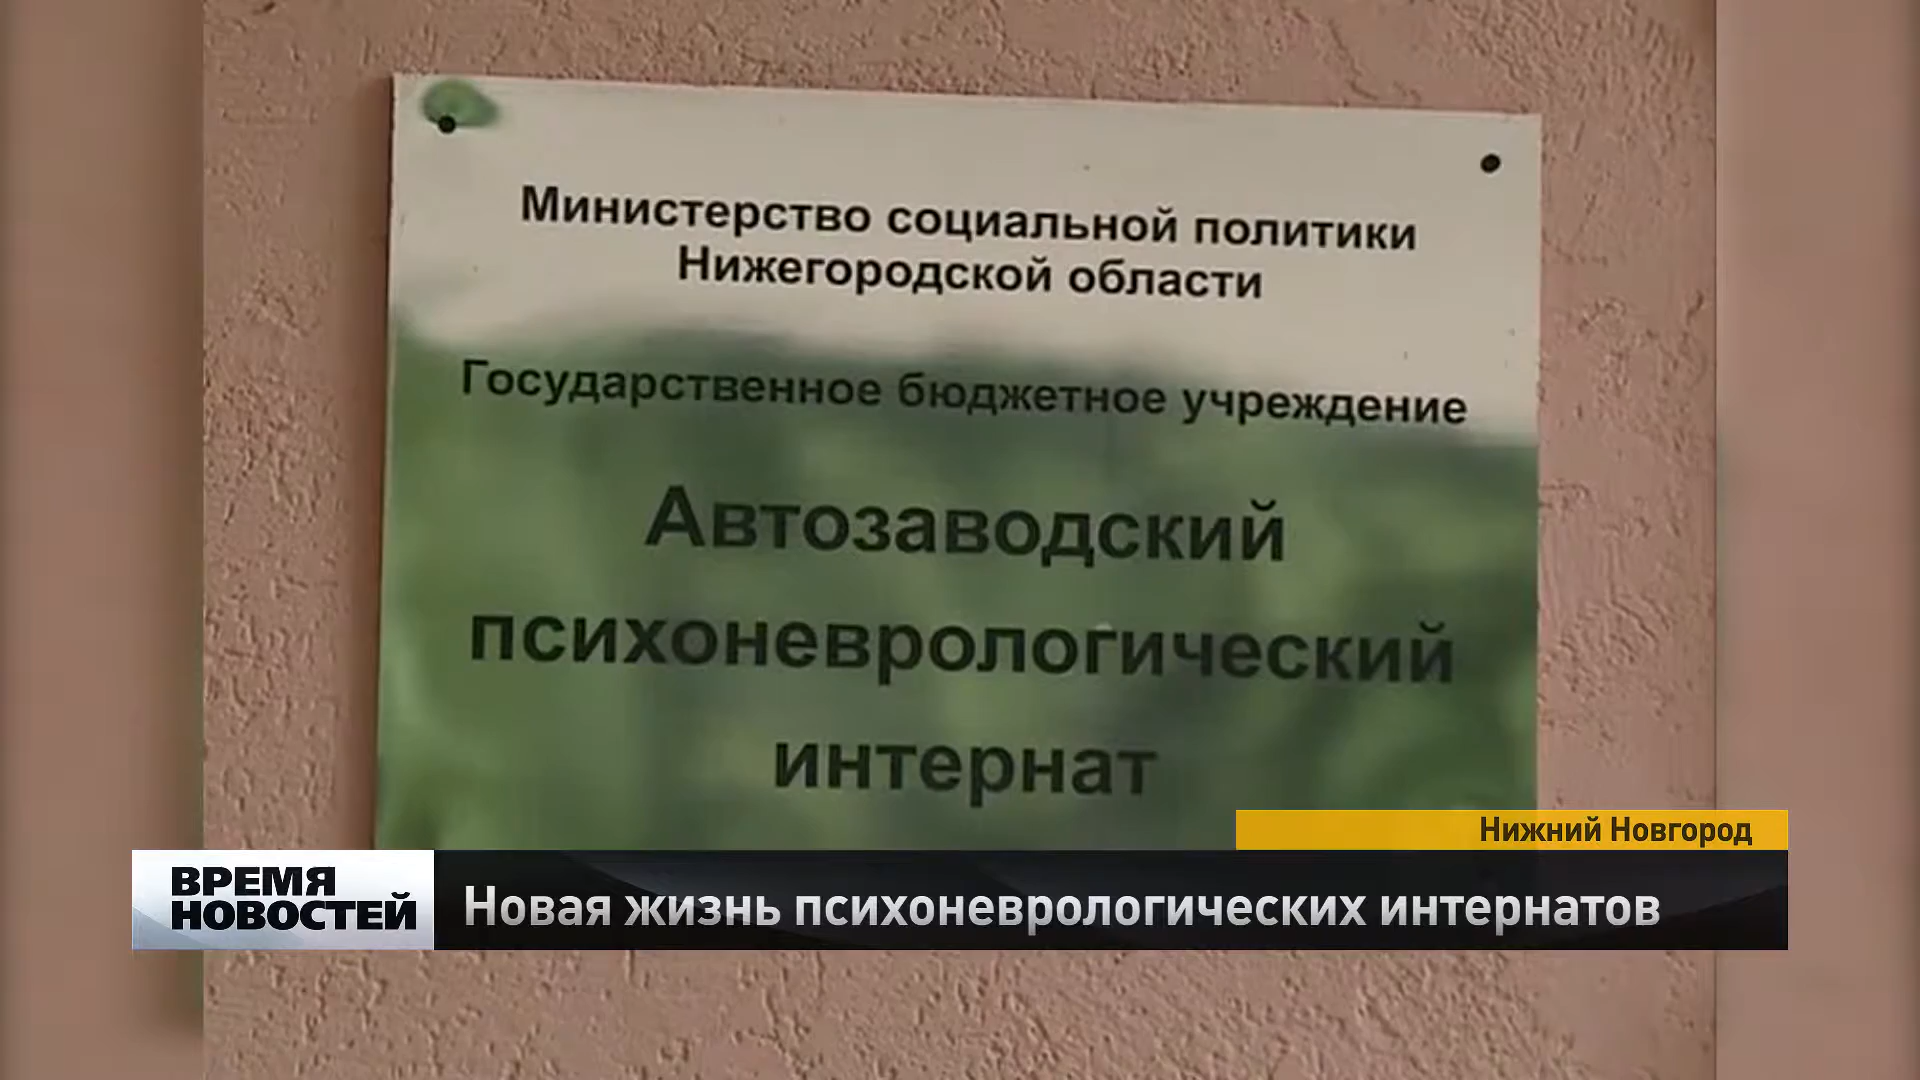 Министерство социальной политики
Нижегородской области
Государственное бюджетное учреждение
Автозаводский
психоневрологический
интернат
Нижний Новгород
ВРЕМЯ
НОВОСТЕЙ
Новая жизнь психоневрологических интернатов